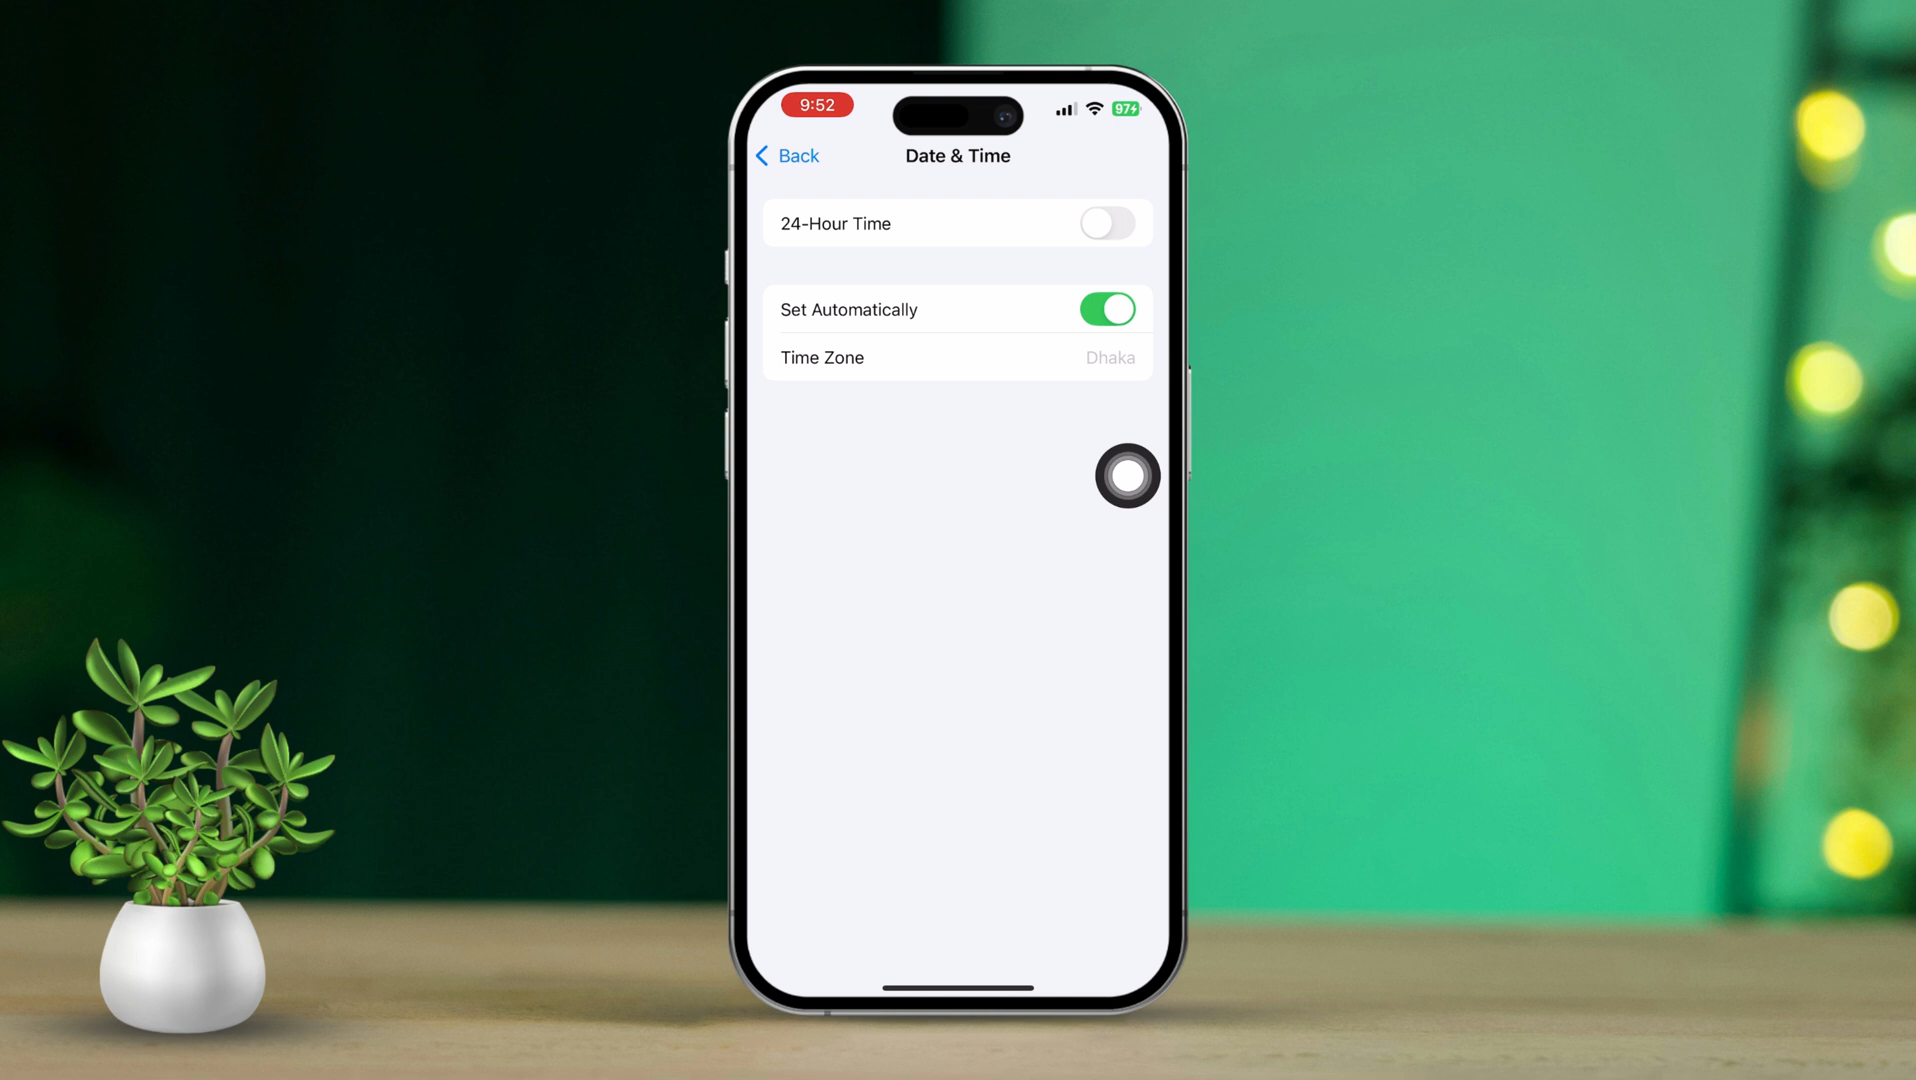 9:52
97
Back
Date & Time
24-Hour Time
Set Automatically
Time Zone
Dhaka